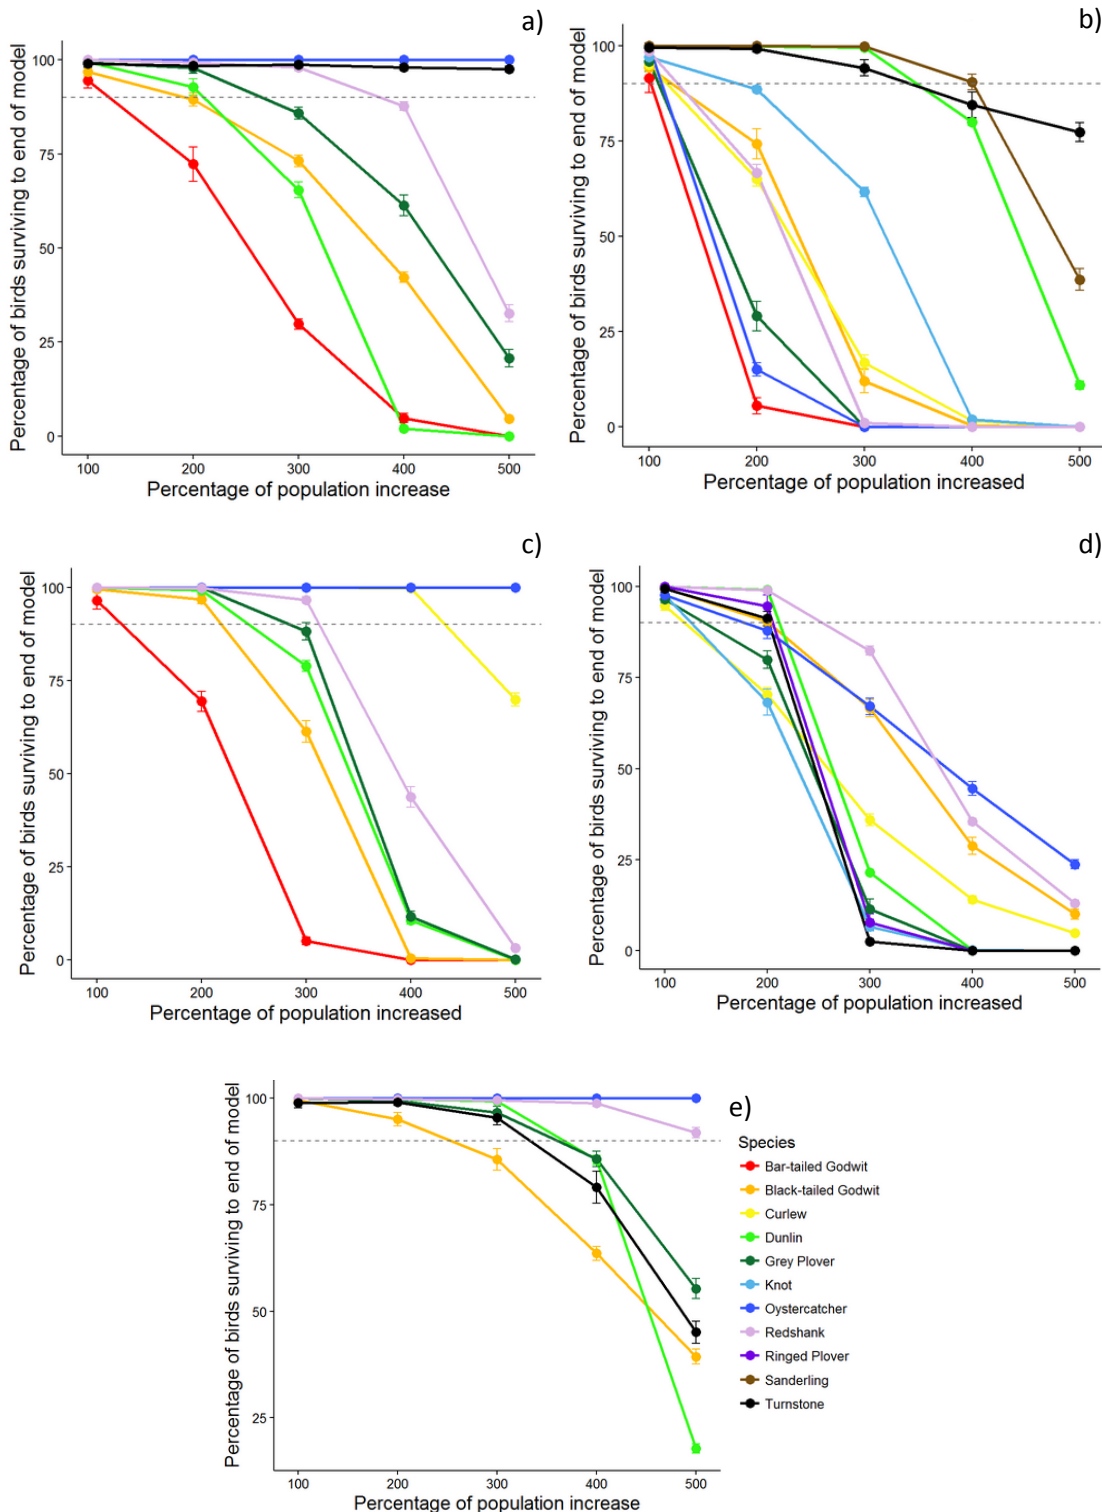 a)
Percentage of birds surviving to end of model
100
75
50
25
0
100 200 300 400 500
Percentage of population increase
b)
Percentage of birds surviving to end of model
100
75
50
25
0
100 200 300 400 500
Percentage of population increased
c)
Percentage of birds surviving to end of model
100
75
50
25
0
100 200 300 400 500
Percentage of population increased
d)
Percentage of birds surviving to end of model
100
75
50
25
0
100 200 300 400 500
Percentage of population increased
e)
Percentage of birds surviving to end of model
100
75
50
25
100 200 300 400 500
Percentage of population increase
Species
Bar-tailed Godwit
Black-tailed Godwit
Curlew
Dunlin
Grey Plover
Knot
Oystercatcher
Redshank
Ringed Plover
Sanderling
Turnstone